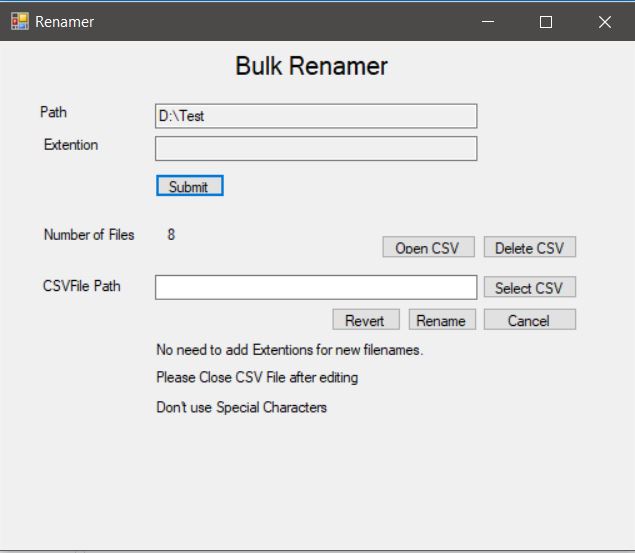 Renamer
Bulk Renamer
Path
D:\Test
Extention
Submit
Number of Files 8
Open CSV Delete CSV
CSVFile Path
Select CSV
Revert Rename Cancel
No need to add Extentions for new filenames.
Please Close CSV File after editing
Don't use Special Characters